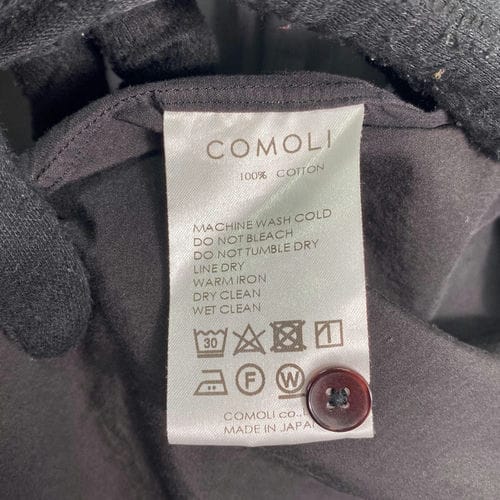 COMOLI
100% COTTON
MACHINE WASH COLD
DO NOT BLEACH
DO NOT TUMBLE DRY
LINE DRY
WARM IRON
DRY CLEAN
WET CLEAN
30
F W
COMOLI co.,
MADE IN JAPAN